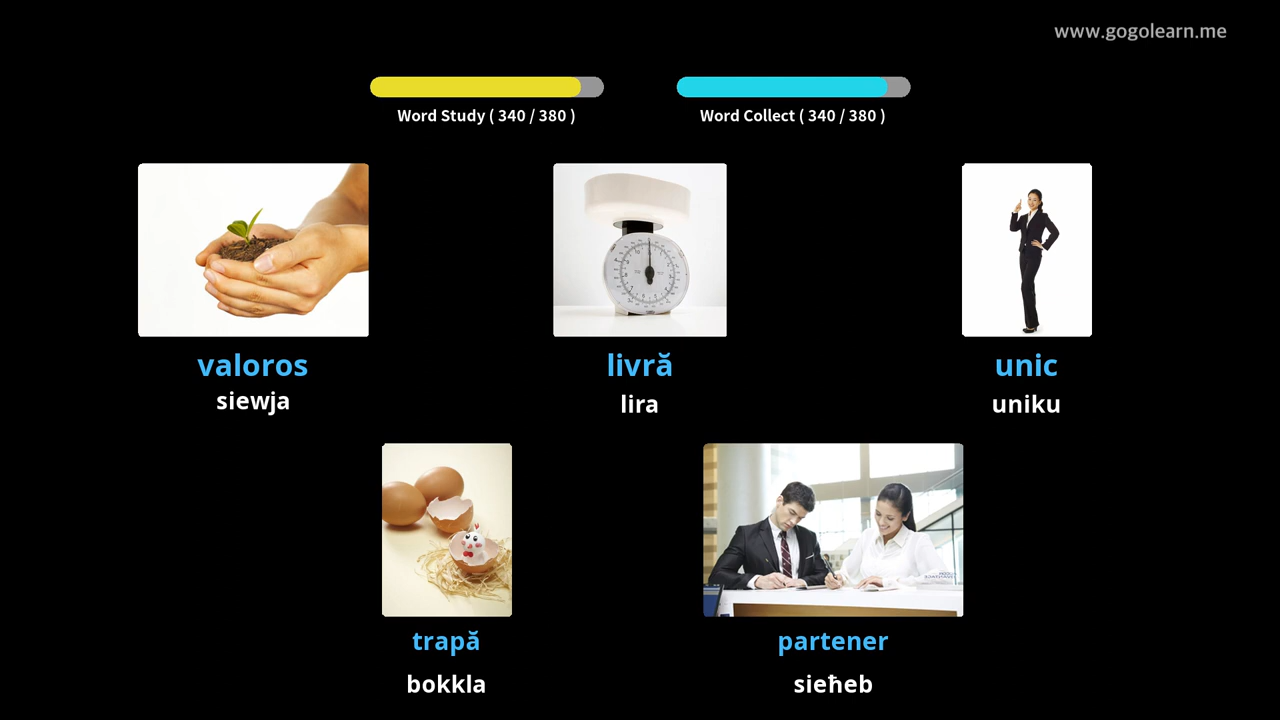 www.gogolearn.me
Word Study ( 340 / 380 )
Word Collect ( 340 / 380 )
valoros
siewja
livră
lira
unic
uniku
trapă
bokkla
partener
sieħeb